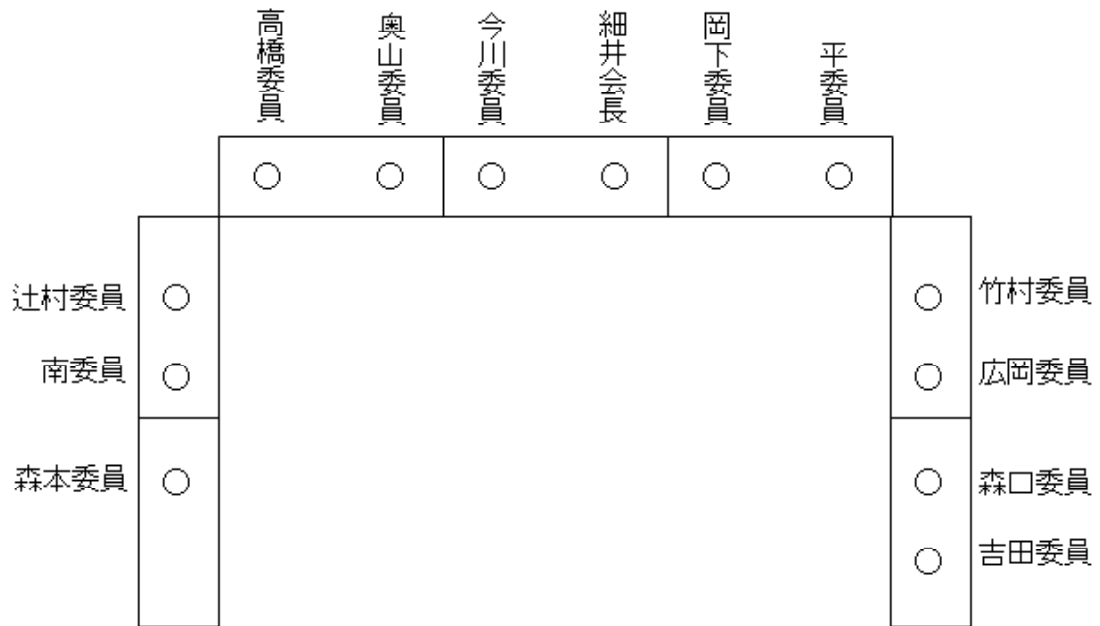 高橋委員
奥山委員
今川委員
細井会長
岡下委員
平委員
辻村委員
南委員
森本委員
竹村委員
広岡委員
森口委員
吉田委員